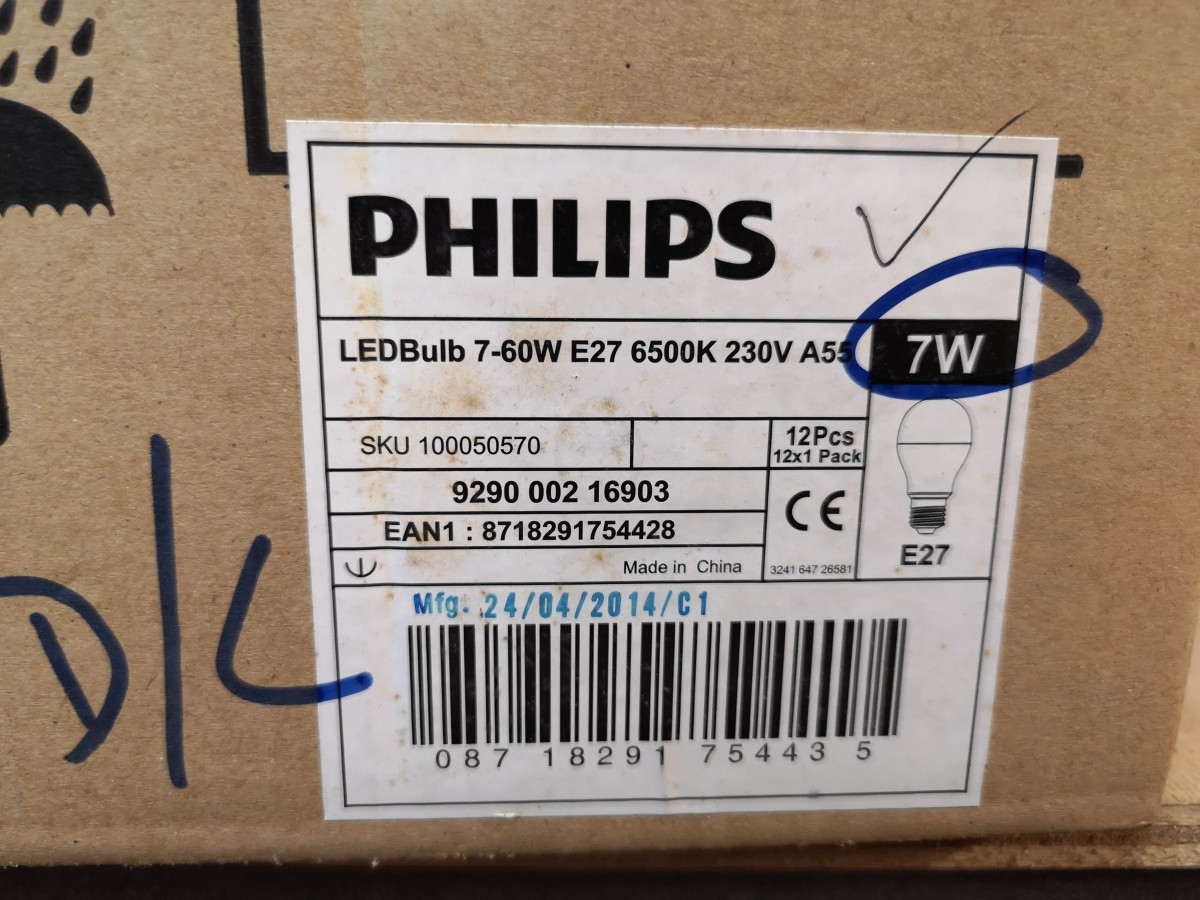 PHILIPS
LEDBulb 7-60W E27 6500K 230V A55
7W
SKU 100050570
12Pcs
12x1 Pack
9290 002 16903
CE
EAN1 : 8718291754428
E27
Made in China
3241 647 26581
Mfg. 24/04/2014/C1
087 18291 75443 5
D/L